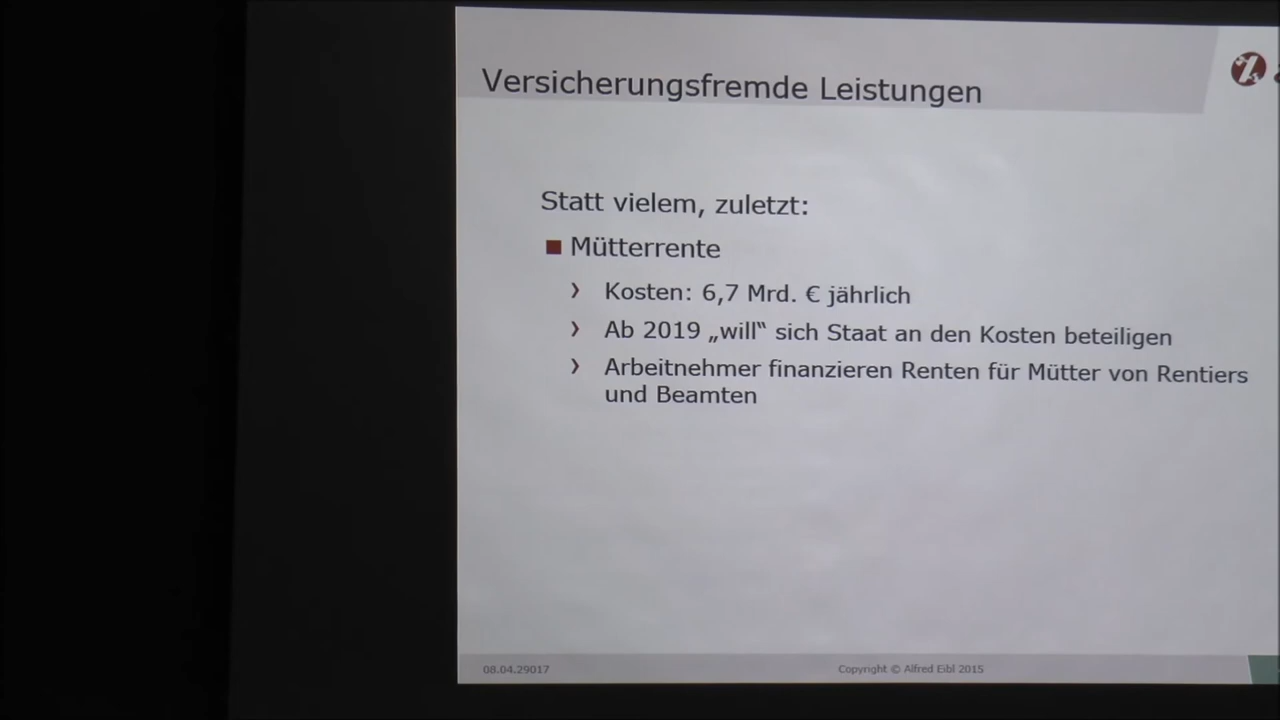 Versicherungsfremde Leistungen
Statt vielem, zuletzt:
Mütterrente
Kosten: 6,7 Mrd. € jährlich
Ab 2019 „will“ sich Staat an den Kosten beteiligen
Arbeitnehmer finanzieren Renten für Mütter von Rentiers
und Beamten
08.04.29017
Copyright © Alfred Eibl 2015